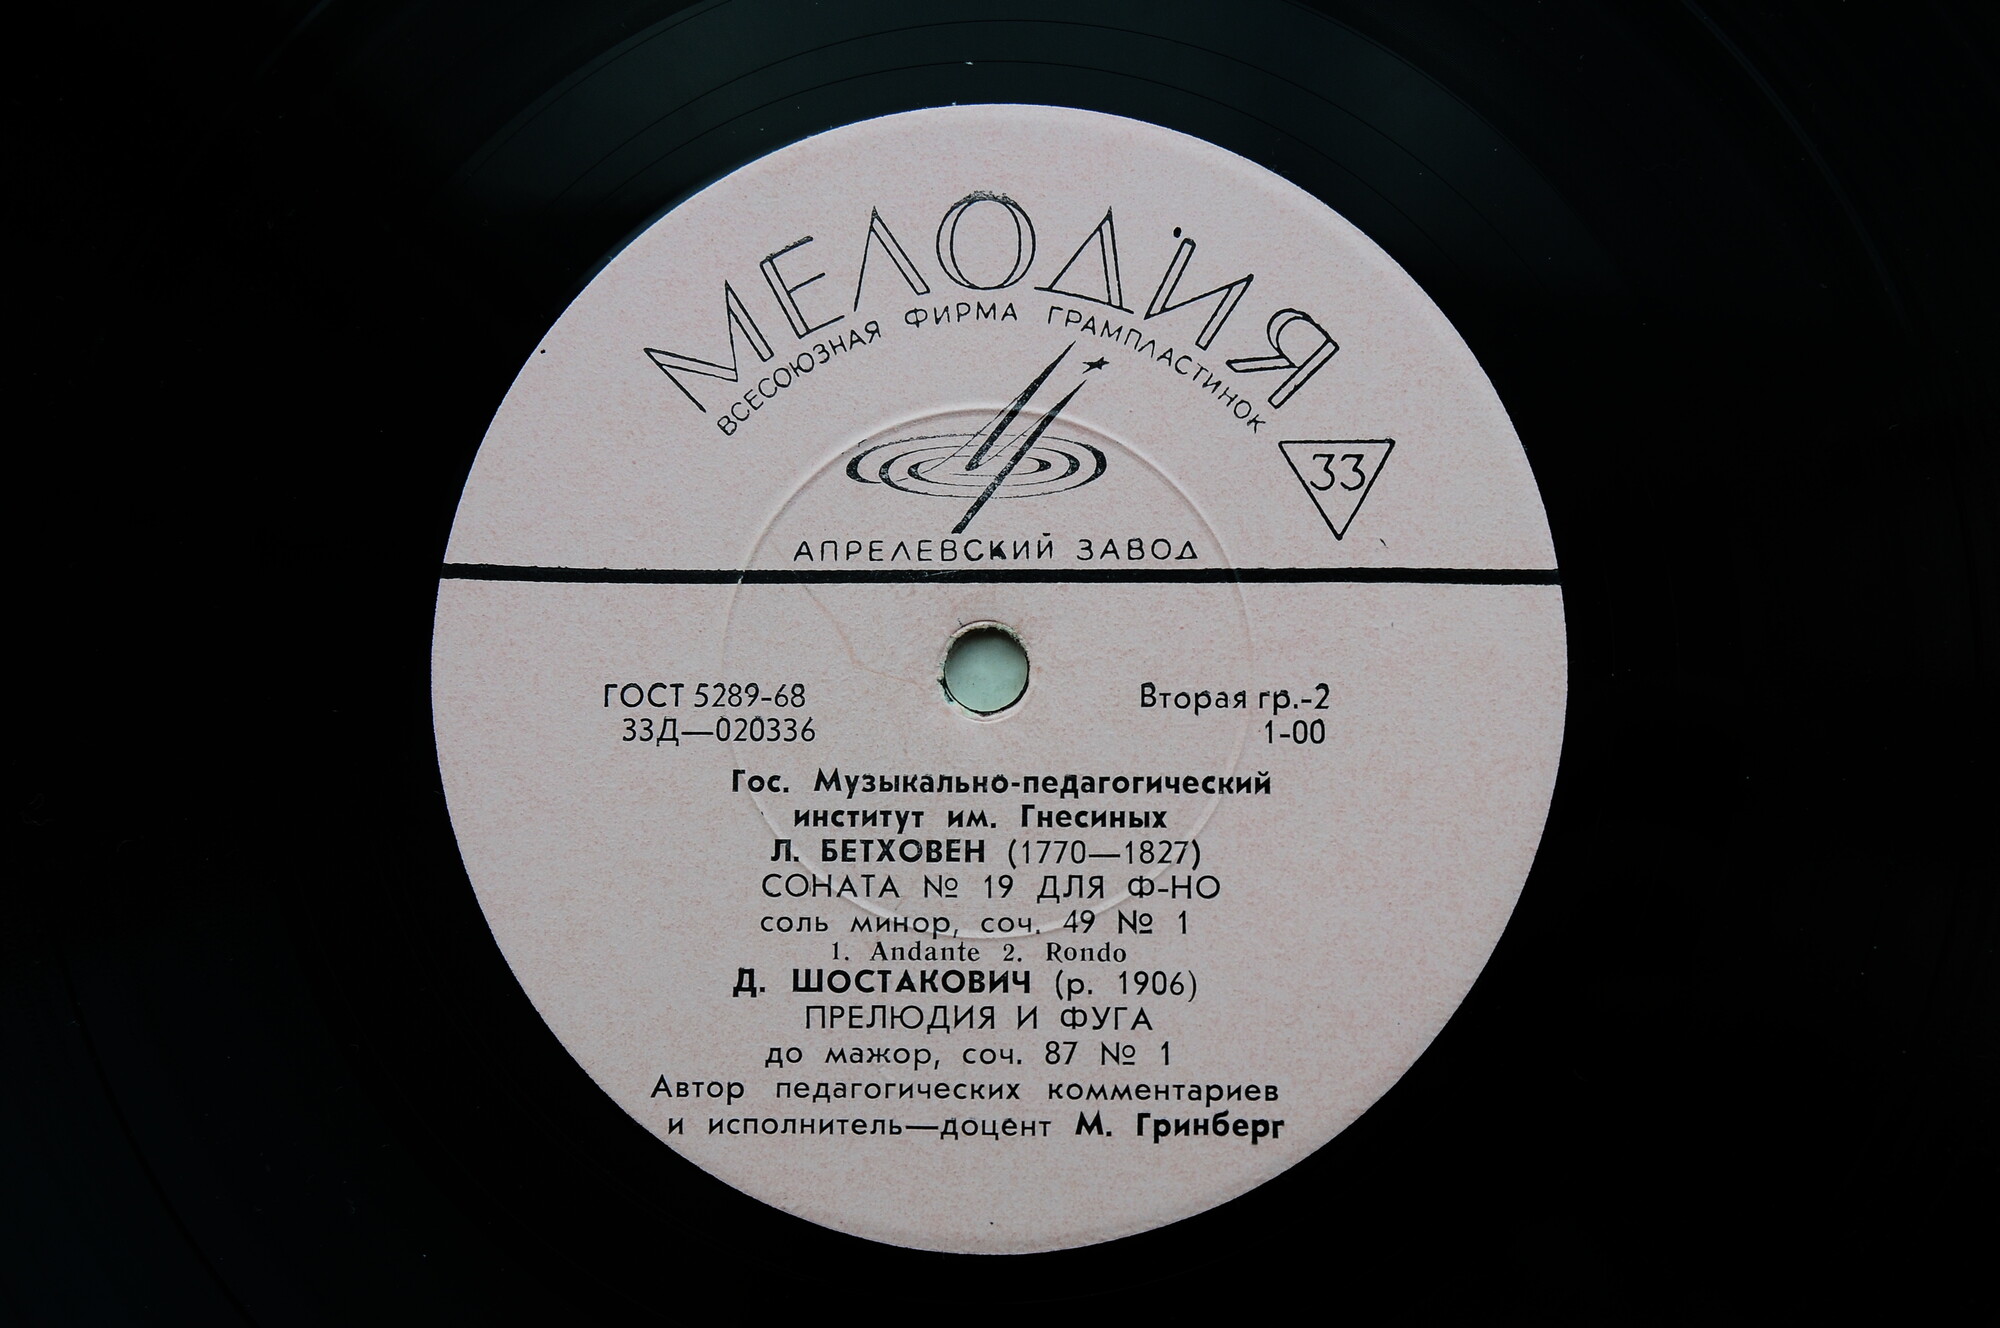 МЕЛОДИЯ
ВСЕСОЮЗНАЯ ФИРМА ГРАМПЛАСТИНОК
33
АПРЕЛЕВСКИЙ ЗАВОД
ГОСТ 5289-68
33Д—020336
Вторая гр.-2
1-00
Гос. Музыкально-педагогический
институт им. Гнесиных
Л. БЕТХОВЕН (1770—1827)
СОНАТА № 19 ДЛЯ Ф-НО
соль минор, соч. 49 № 1
1. Andante 2. Rondo
Д. ШОСТАКОВИЧ (р. 1906)
ПРЕЛЮДИЯ И ФУГА
до мажор, соч. 87 № 1
Автор педагогических комментариев
и исполнитель—доцент М. Гринберг